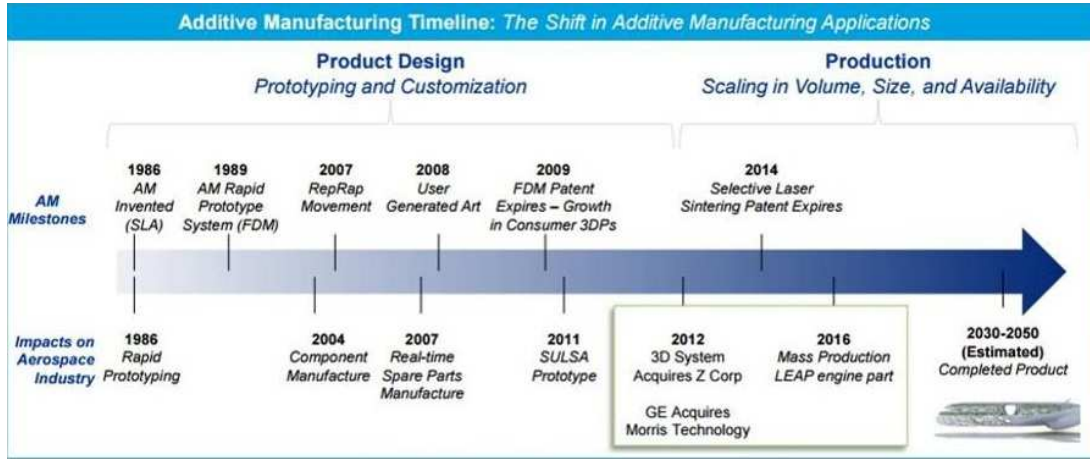 Additive Manufacturing Timeline: The Shift in Additive Manufacturing Applications
Product Design
Prototyping and Customization
Production
Scaling in Volume, Size, and Availability
AM
Milestones
1986
AM
Invented
(SLA)
1989
AM Rapid
Prototype
System (FDM)
2007
RepRap
Movement
2008
User
Generated Art
2009
FDM Patent
Expires – Growth
in Consumer 3DPs
2014
Selective Laser
Sintering Patent Expires
Impacts on
Aerospace
Industry
1986
Rapid
Prototyping
2004
Component
Manufacture
2007
Real-time
Spare Parts
Manufacture
2011
SULSA
Prototype
2012
3D System
Acquires Z Corp
GE Acquires
Morris Technology
2016
Mass Production
LEAP engine part
2030-2050
(Estimated)
Completed Product